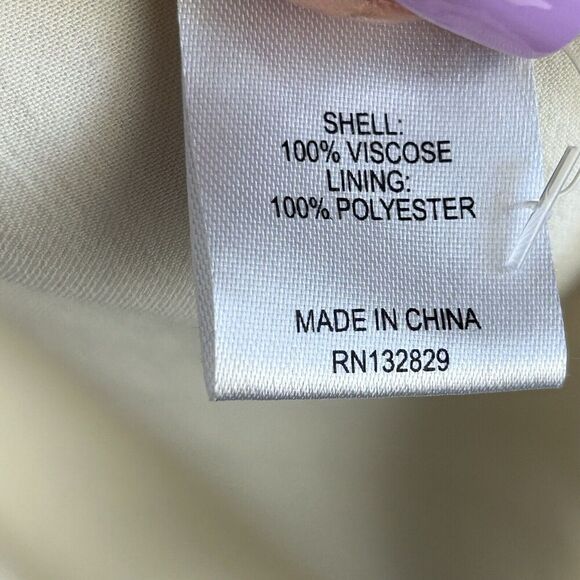 SHELL:
100% VISCOSE
LINING:
100% POLYESTER
MADE IN CHINA
RN132829